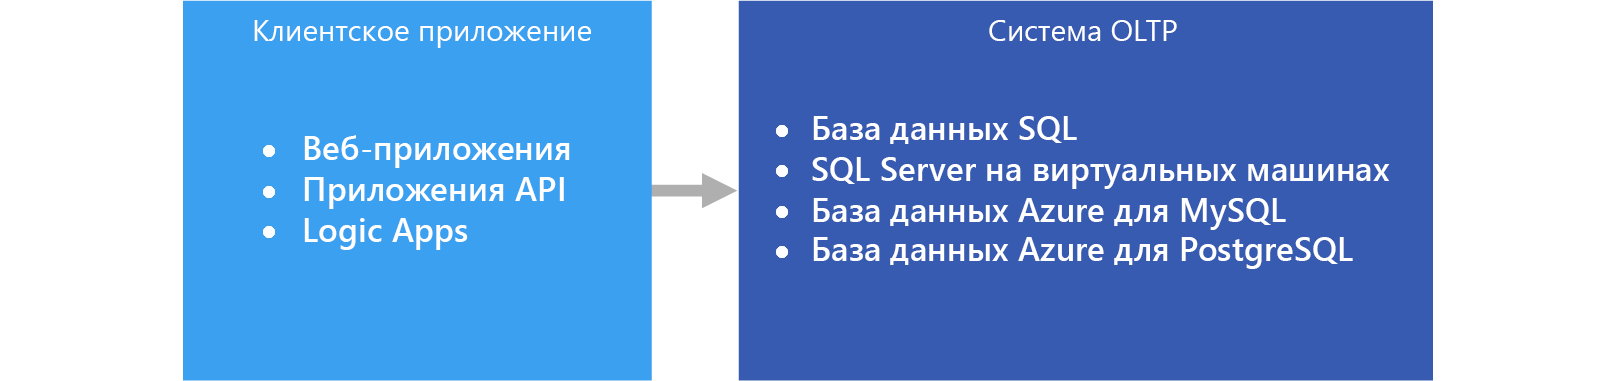 Клиентское приложение
• Веб-приложения
• Приложения API
• Logic Apps
Система OLTP
• База данных SQL
• SQL Server на виртуальных машинах
• База данных Azure для MySQL
• База данных Azure для PostgreSQL